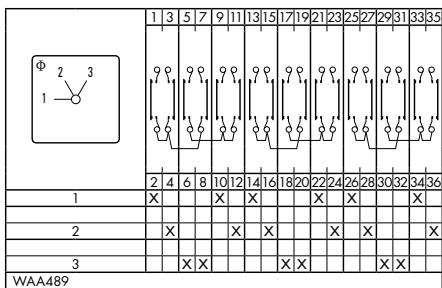 1 3 5 7 9 11 13 15 17 19 21 23 25 27 29 31 33 35
Φ 2 3
1
2 4 6 8 10 12 14 16 18 20 22 24 26 28 30 32 34 36
1 X X X X X X
2 X X X X X X
3 X X X X X X
WAA489